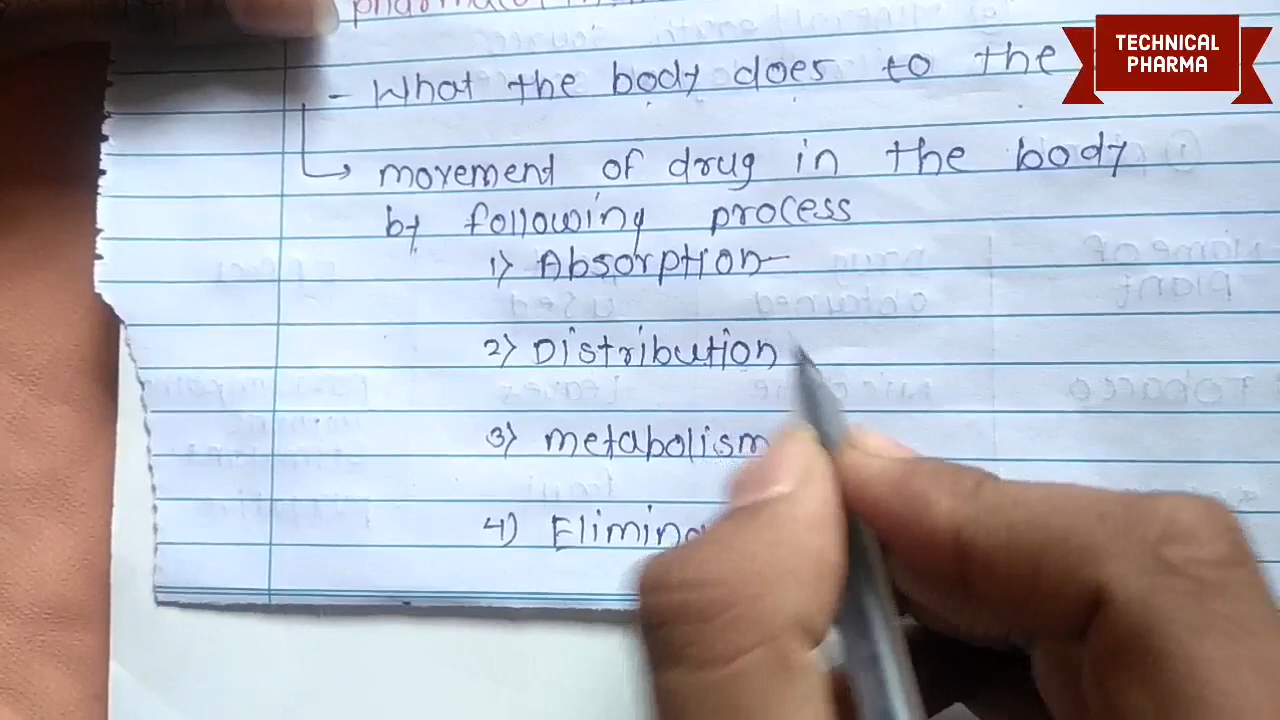 TECHNICAL
PHARMA
- What the body does to the
movement of drug in the body
by following process
1) Absorption-
2) Distribution
3) metabolism
4)